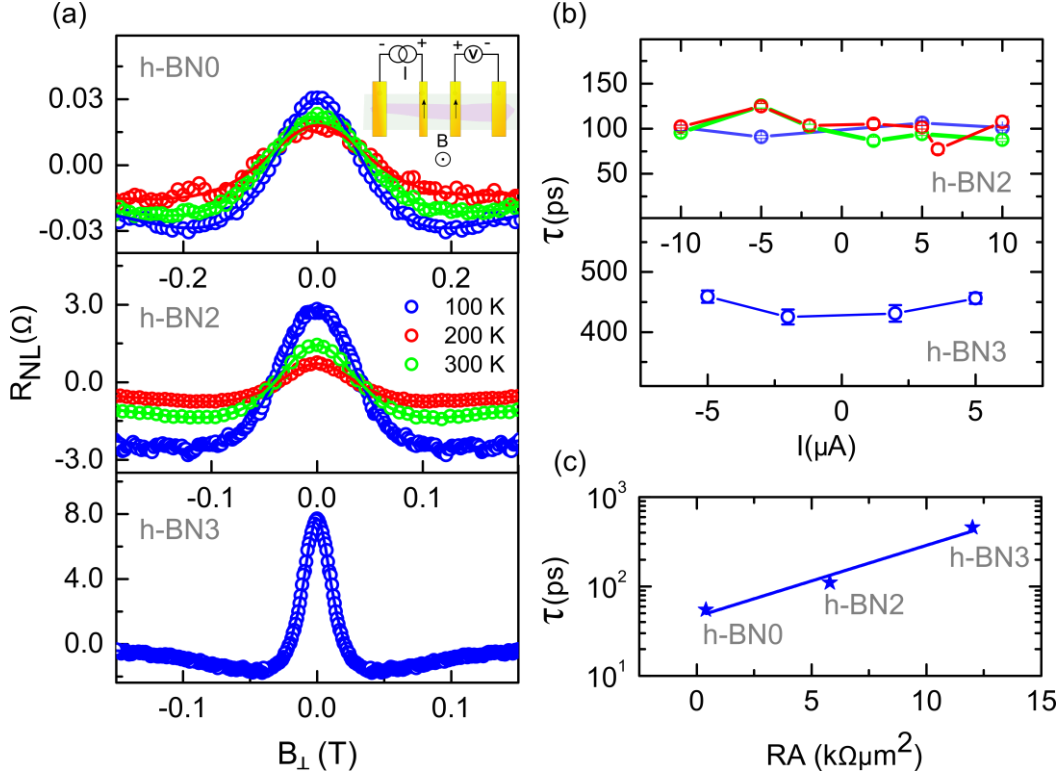 (a)
h-BN0
0.03
0.00
-0.03
- + + -
I
V
B
-0.2 0.0 0.2
h-BN2
3.0
0.0
-3.0
100 K
200 K
300 K
-0.1 0.0 0.1
h-BN3
8.0
4.0
0.0
-0.1 0.0 0.1
R_NL(Ω)
B⊥(T)
(b)
150
100
50
h-BN2
-10 -5 0 5 10
450
400
h-BN3
-5 0 5
τ(ps)
I(μA)
(c)
10³
10²
10¹
h-BN0
h-BN2
h-BN3
0 5 10 15
τ(ps)
RA (kΩμm²)